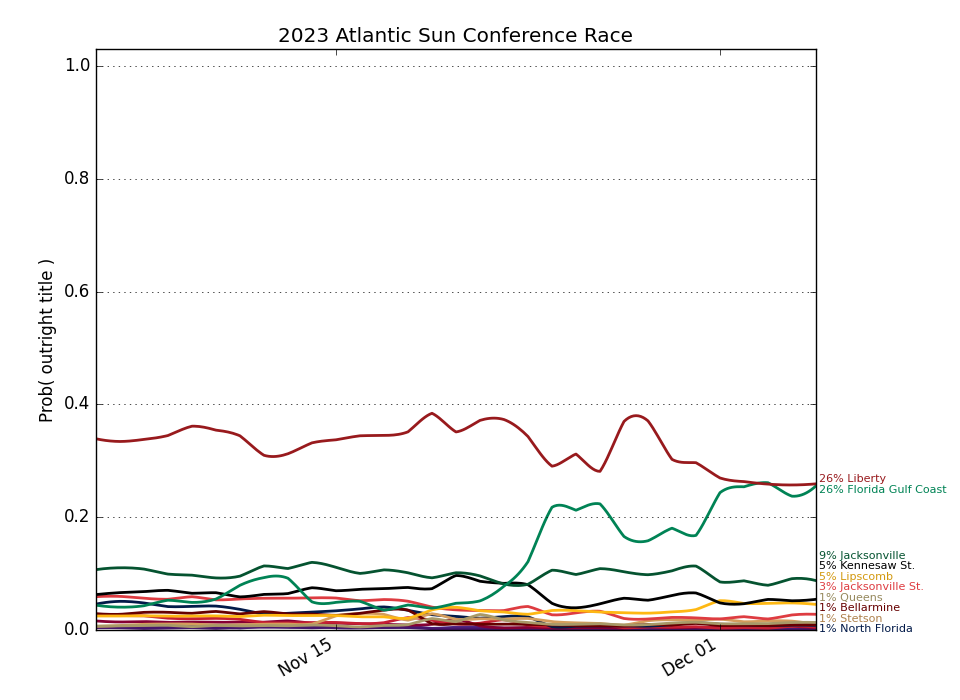 2023 Atlantic Sun Conference Race
Prob( outright title )
1.0
0.8
0.6
0.4
0.2
0.0
Nov 15
Dec 01
26% Liberty
26% Florida Gulf Coast
9% Jacksonville
5% Kennesaw St.
5% Lipscomb
3% Jacksonville St.
1% Queens
1% Bellarmine
1% Stetson
1% North Florida